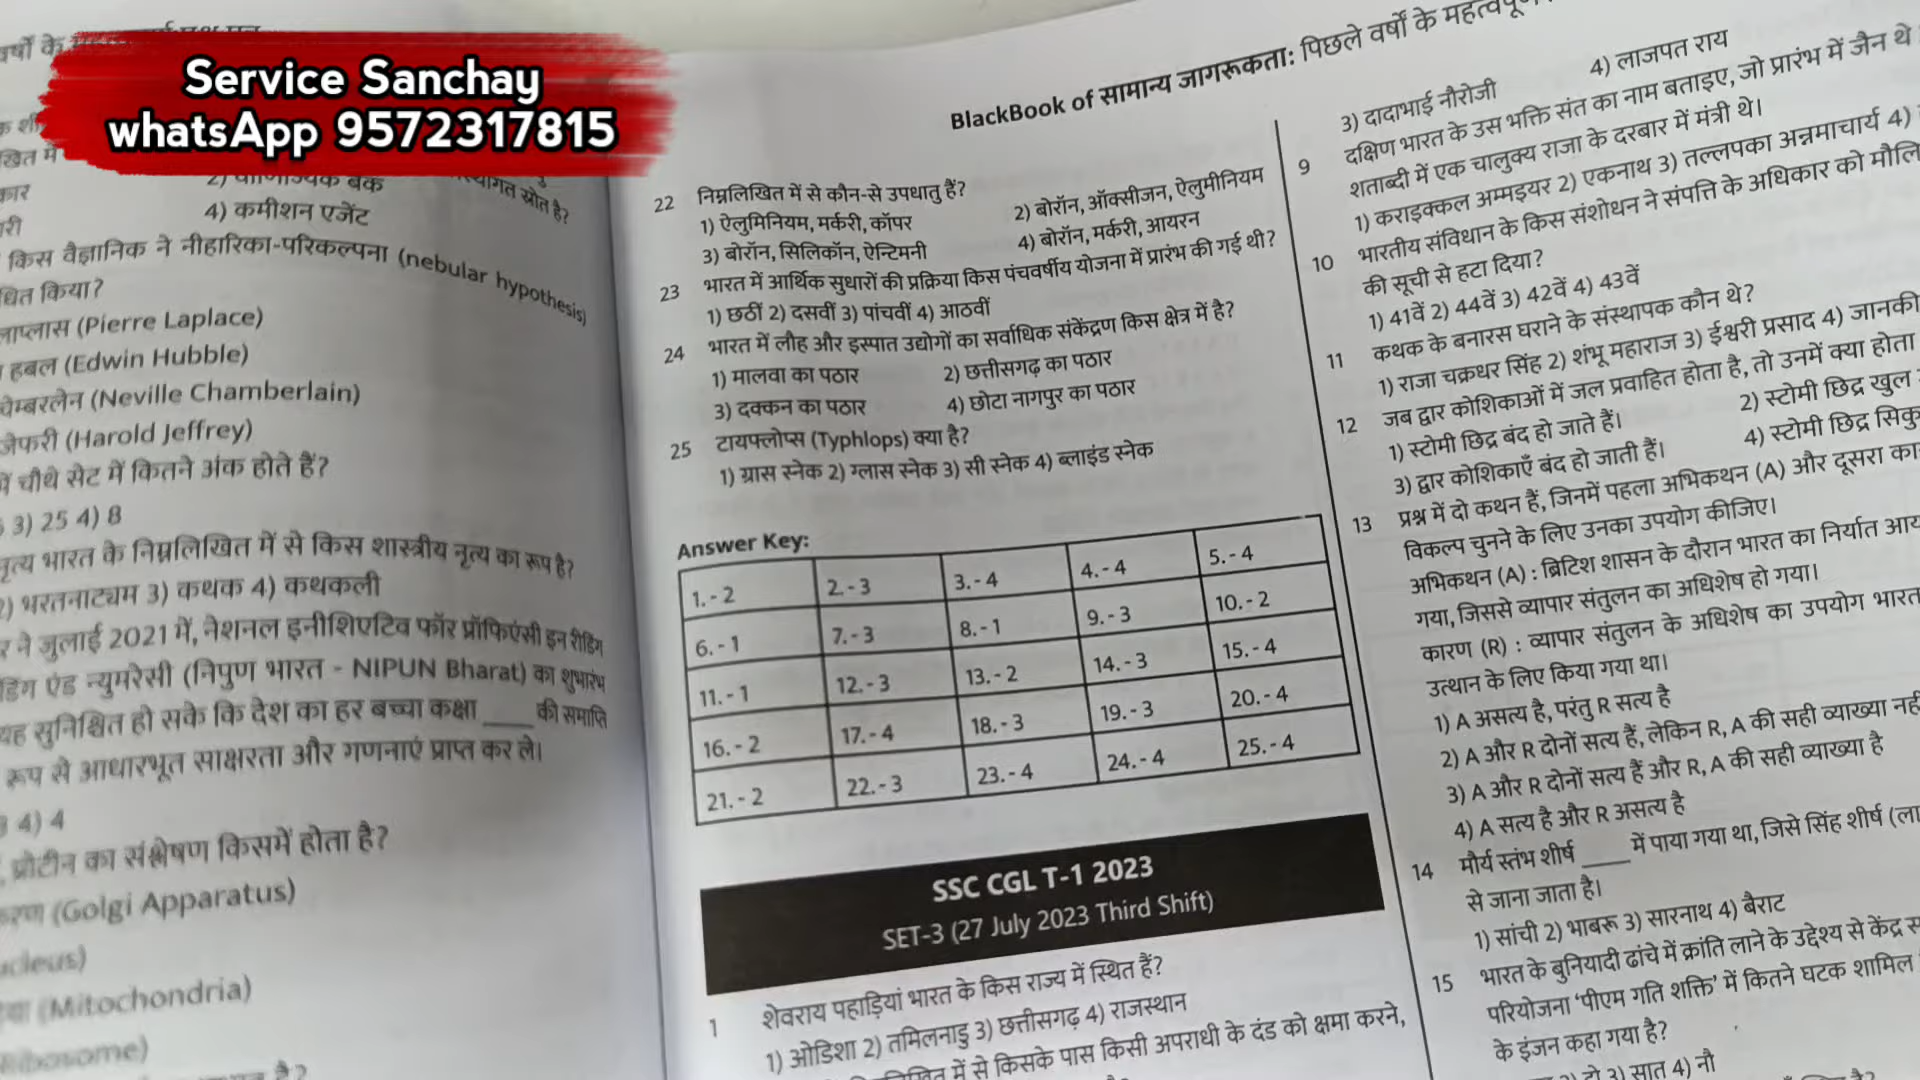 Service Sanchay
whatsApp 9572317815
2) वाणिज्यिक बैंक
4) कमीशन एजेंट
स्रोत है?
किस वैज्ञानिक ने नीहारिका-परिकल्पना (nebular hypothesis)
किया?
लाप्लास (Pierre Laplace)
हबल (Edwin Hubble)
चेम्बरलेन (Neville Chamberlain)
जेफरी (Harold Jeffrey)
में चौथे सेट में कितने अंक होते हैं?
3) 25 4) 8
नृत्य भारत के निम्नलिखित में से किस शास्त्रीय नृत्य का रूप है?
2) भरतनाट्यम 3) कथक 4) कथकली
ने जुलाई 2021 में, नेशनल इनीशिएटिव फॉर प्रॉफिएंसी इन रीडिंग
एंड न्युमरेसी (निपुण भारत - NIPUN Bharat) का शुभारंभ
यह सुनिश्चित हो सके कि देश का हर बच्चा कक्षा ____ की समाप्ति
रूप से आधारभूत साक्षरता और गणनाएं प्राप्त कर ले।
4) 4
प्रोटीन का संश्लेषण किसमें होता है?
(Golgi Apparatus)
(Mitochondria)
BlackBook of सामान्य जागरूकता: पिछले वर्षों के
22 निम्नलिखित में से कौन-से उपधातु हैं?
1) ऐलुमिनियम, मर्करी, कॉपर 2) बोरॉन, ऑक्सीजन, ऐलुमीनियम
3) बोरॉन, सिलिकॉन, ऐन्टिमनी 4) बोरॉन, मर्करी, आयरन
23 भारत में आर्थिक सुधारों की प्रक्रिया किस पंचवर्षीय योजना में प्रारंभ की गई थी?
1) छठीं 2) दसवीं 3) पांचवीं 4) आठवीं
24 भारत में लौह और इस्पात उद्योगों का सर्वाधिक संकेंद्रण किस क्षेत्र में है?
1) मालवा का पठार 2) छत्तीसगढ़ का पठार
3) दक्कन का पठार 4) छोटा नागपुर का पठार
25 टायफ्लोप्स (Typhlops) क्या है?
1) ग्रास स्नेक 2) ग्लास स्नेक 3) सी स्नेक 4) ब्लाइंड स्नेक
Answer Key:
1.- 2 2.- 3 3.- 4 4.- 4 5.- 4
6.- 1 7.- 3 8.- 1 9.- 3 10.- 2
11.- 1 12.- 3 13.- 2 14.- 3 15.- 4
16.- 2 17.- 4 18.- 3 19.- 3 20.- 4
21.- 2 22.- 3 23.- 4 24.- 4 25.- 4
SSC CGL T-1 2023
SET-3 (27 July 2023 Third Shift)
1 शेवराय पहाड़ियां भारत के किस राज्य में स्थित हैं?
1) ओडिशा 2) तमिलनाडु 3) छत्तीसगढ़ 4) राजस्थान
में से किसके पास किसी अपराधी के दंड को क्षमा करने,
3) दादाभाई नौरोजी 4) लाजपत राय
9 दक्षिण भारत के उस भक्ति संत का नाम बताइए, जो प्रारंभ में जैन थे
शताब्दी में एक चालुक्य राजा के दरबार में मंत्री थे।
1) कराइक्कल अम्मइयर 2) एकनाथ 3) तल्लपका अन्नमाचार्य 4)
10 भारतीय संविधान के किस संशोधन ने संपत्ति के अधिकार को
की सूची से हटा दिया?
1) 41वें 2) 44वें 3) 42वें 4) 43वें
11 कथक के बनारस घराने के संस्थापक कौन थे?
1) राजा चक्रधर सिंह 2) शंभू महाराज 3) ईश्वरी प्रसाद 4) जानकी
12 जब द्वार कोशिकाओं में जल प्रवाहित होता है, तो उनमें क्या होता
1) स्टोमी छिद्र बंद हो जाते हैं। 2) स्टोमी छिद्र खुल
3) द्वार कोशिकाएँ बंद हो जाती हैं। 4) स्टोमी छिद्र
13 प्रश्न में दो कथन हैं, जिनमें पहला अभिकथन (A) और दूसरा
विकल्प चुनने के लिए उनका उपयोग कीजिए।
अभिकथन (A) : ब्रिटिश शासन के दौरान भारत का निर्यात
गया, जिससे व्यापार संतुलन का अधिशेष हो गया।
कारण (R) : व्यापार संतुलन के अधिशेष का उपयोग भारत
उत्थान के लिए किया गया था।
1) A असत्य है, परंतु R सत्य है
2) A और R दोनों सत्य हैं, लेकिन R, A की सही व्याख्या
3) A और R दोनों सत्य हैं और R, A की सही व्याख्या है
4) A सत्य है और R असत्य है
14 मौर्य स्तंभ शीर्ष ____ में पाया गया था, जिसे सिंह शीर्ष
से जाना जाता है।
1) सांची 2) भाबरू 3) सारनाथ 4) बैराट
15 भारत के बुनियादी ढांचे में क्रांति लाने के उद्देश्य से केंद्र
परियोजना 'पीएम गति शक्ति' में कितने घटक शामिल
के इंजन कहा गया है?
3) सात 4) नौ